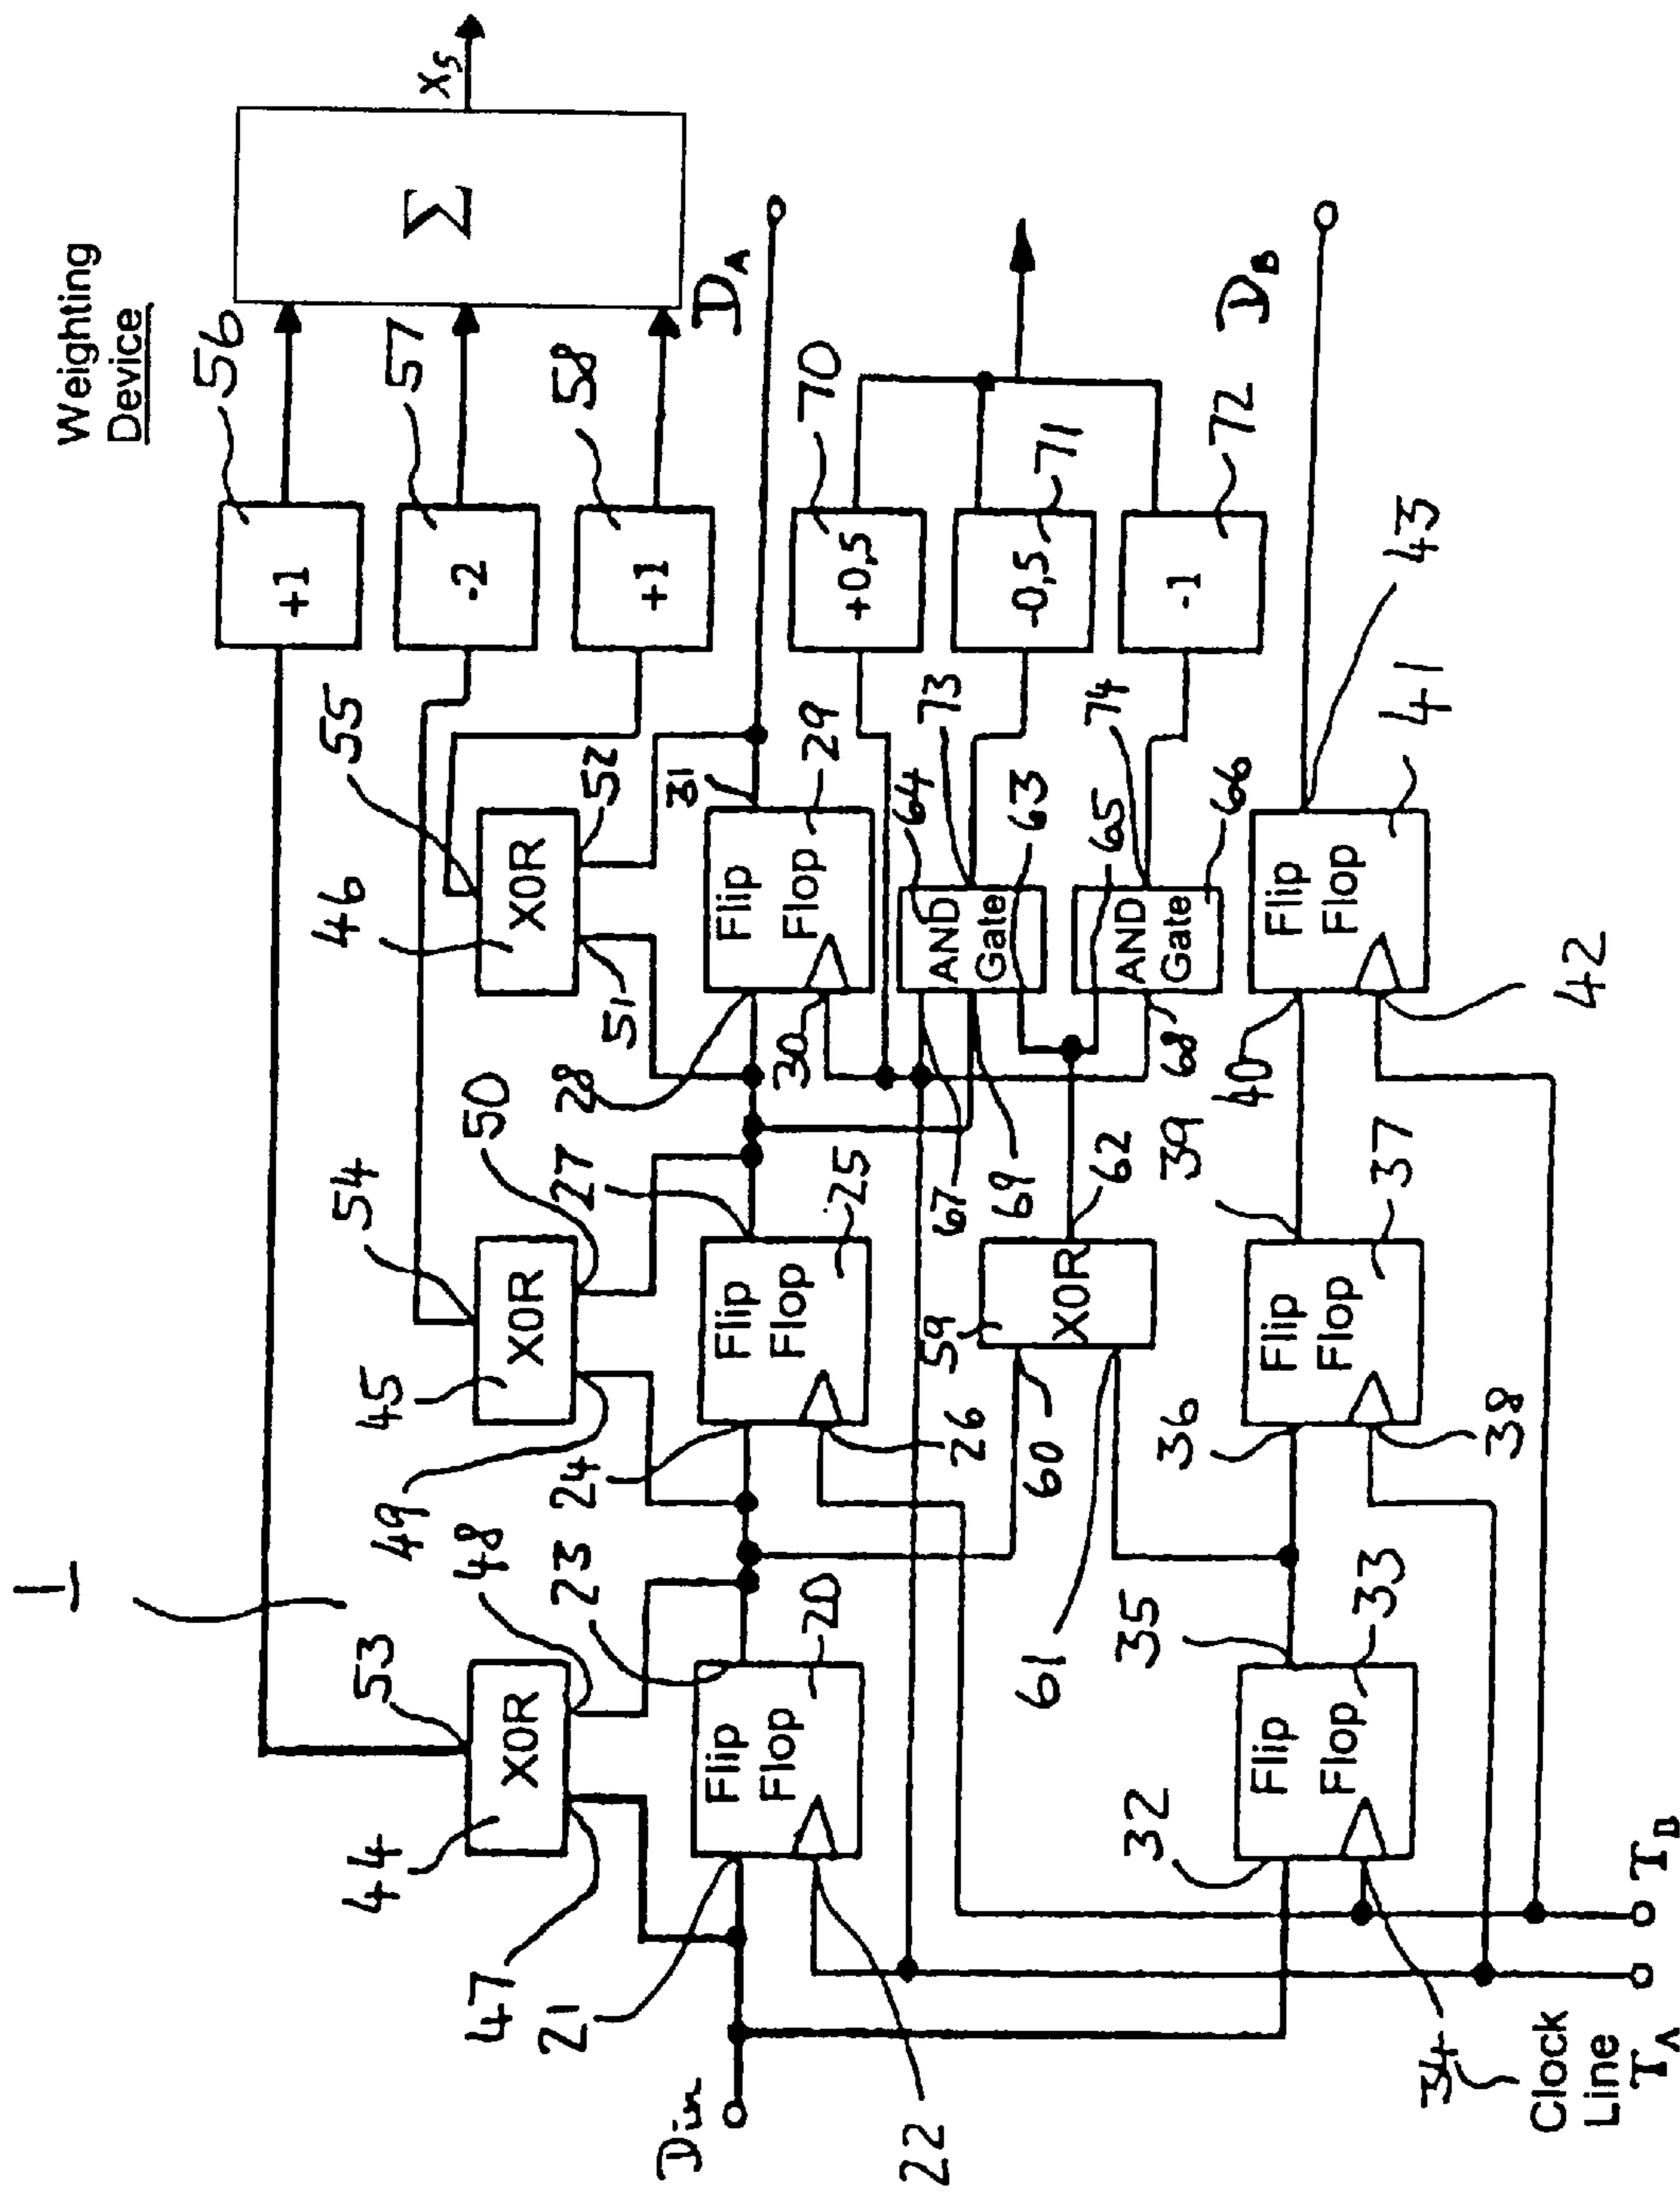 Weighting
Device
1
X5
Σ
56
+1
57
-2
58
+1
53
44
XOR
47
48
54
45
XOR
49
50
55
46
XOR
51
52
Din
21
22
Flip
Flop
20
23
24
26
Flip
Flop
25
27
28
30
Flip
Flop
29
31
DA
70
+0,5
71
-0,5
72
-1
59
XOR
60
61
62
67
69
AND
Gate
64
63
73
65
68
AND
Gate
66
74
32
34
Flip
Flop
33
35
36
38
Flip
Flop
37
39
40
42
Flip
Flop
41
43
DB
Clock
Line
TA
TB